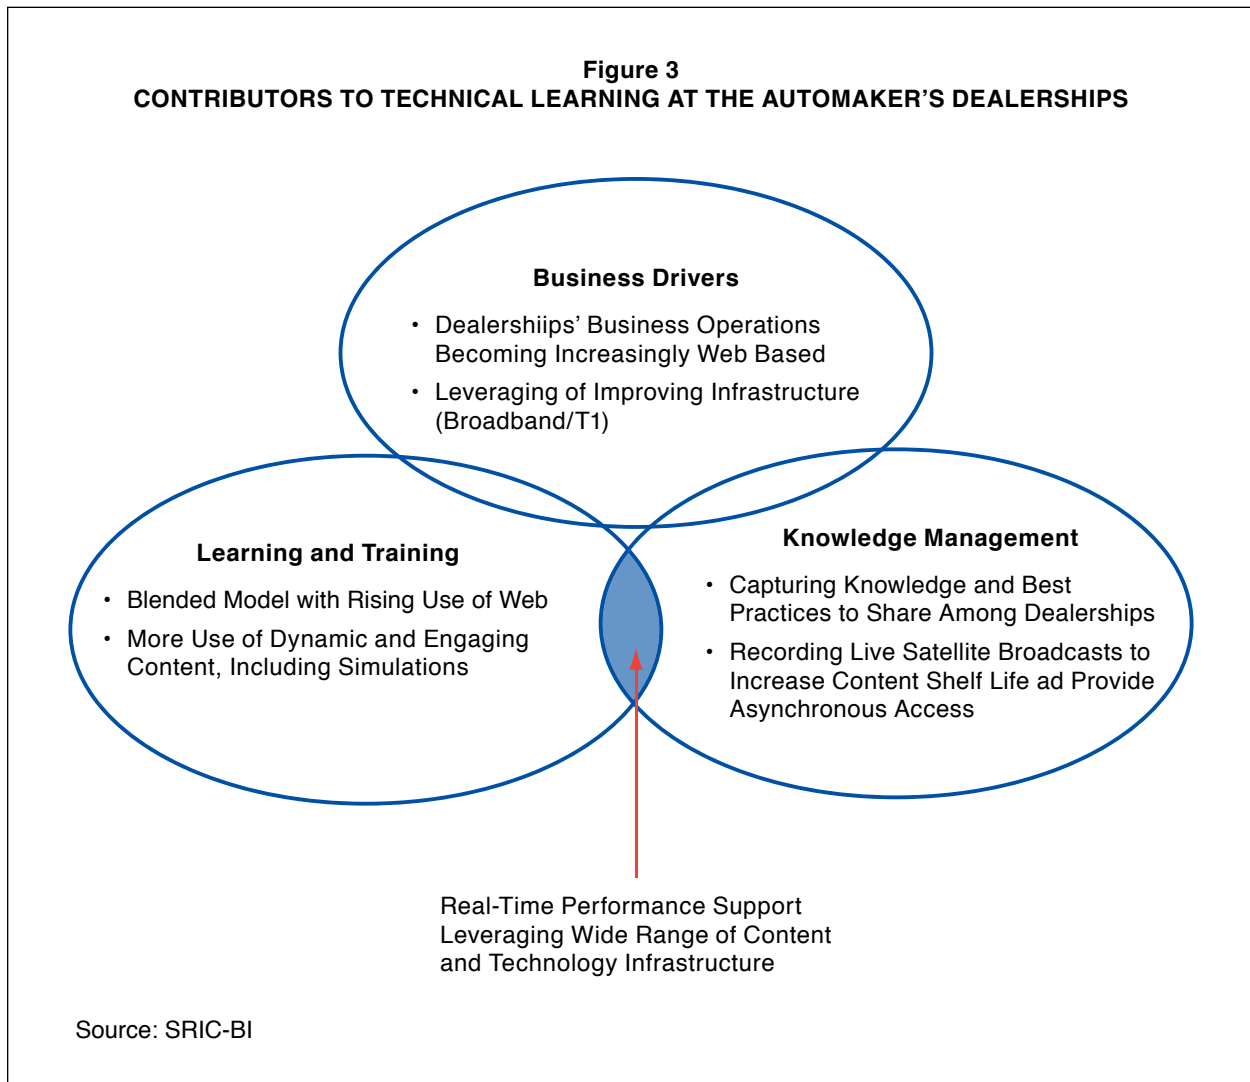 Figure 3
CONTRIBUTORS TO TECHNICAL LEARNING AT THE AUTOMAKER'S DEALERSHIPS
Business Drivers
• Dealershiips' Business Operations
Becoming Increasingly Web Based
• Leveraging of Improving Infrastructure
(Broadband/T1)
Learning and Training
• Blended Model with Rising Use of Web
• More Use of Dynamic and Engaging
Content, Including Simulations
Knowledge Management
• Capturing Knowledge and Best
Practices to Share Among Dealerships
• Recording Live Satellite Broadcasts to
Increase Content Shelf Life ad Provide
Asynchronous Access
Real-Time Performance Support
Leveraging Wide Range of Content
and Technology Infrastructure
Source: SRIC-BI